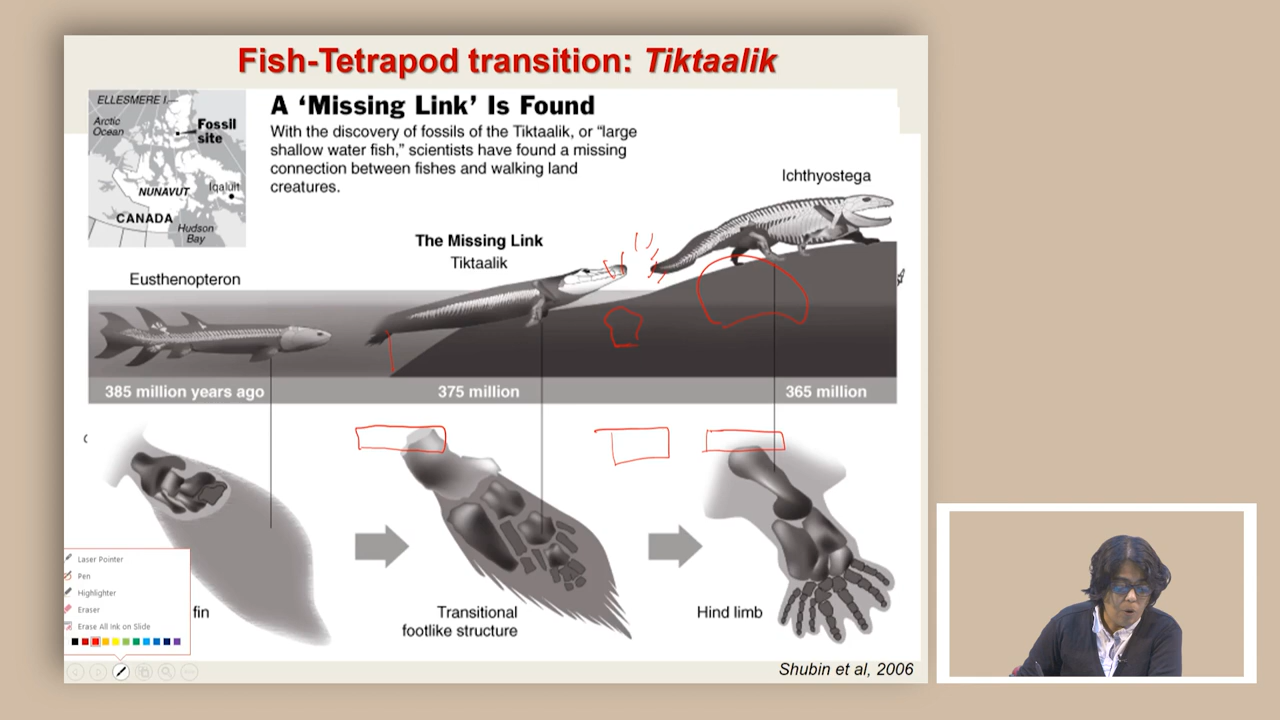 Fish-Tetrapod transition: Tiktaalik
ELLESMERE I.
Arctic
Ocean
Fossil
site
NUNAVUT
Iqaluit
CANADA
Hudson
Bay
A ‘Missing Link’ Is Found
With the discovery of fossils of the Tiktaalik, or “large
shallow water fish,” scientists have found a missing
connection between fishes and walking land
creatures.
Ichthyostega
The Missing Link
Tiktaalik
Eusthenopteron
385 million years ago
375 million
365 million
Laser Pointer
Pen
Highlighter
Eraser
Erase All Ink on Slide
fin
Transitional
footlike structure
Hind limb
Shubin et al, 2006